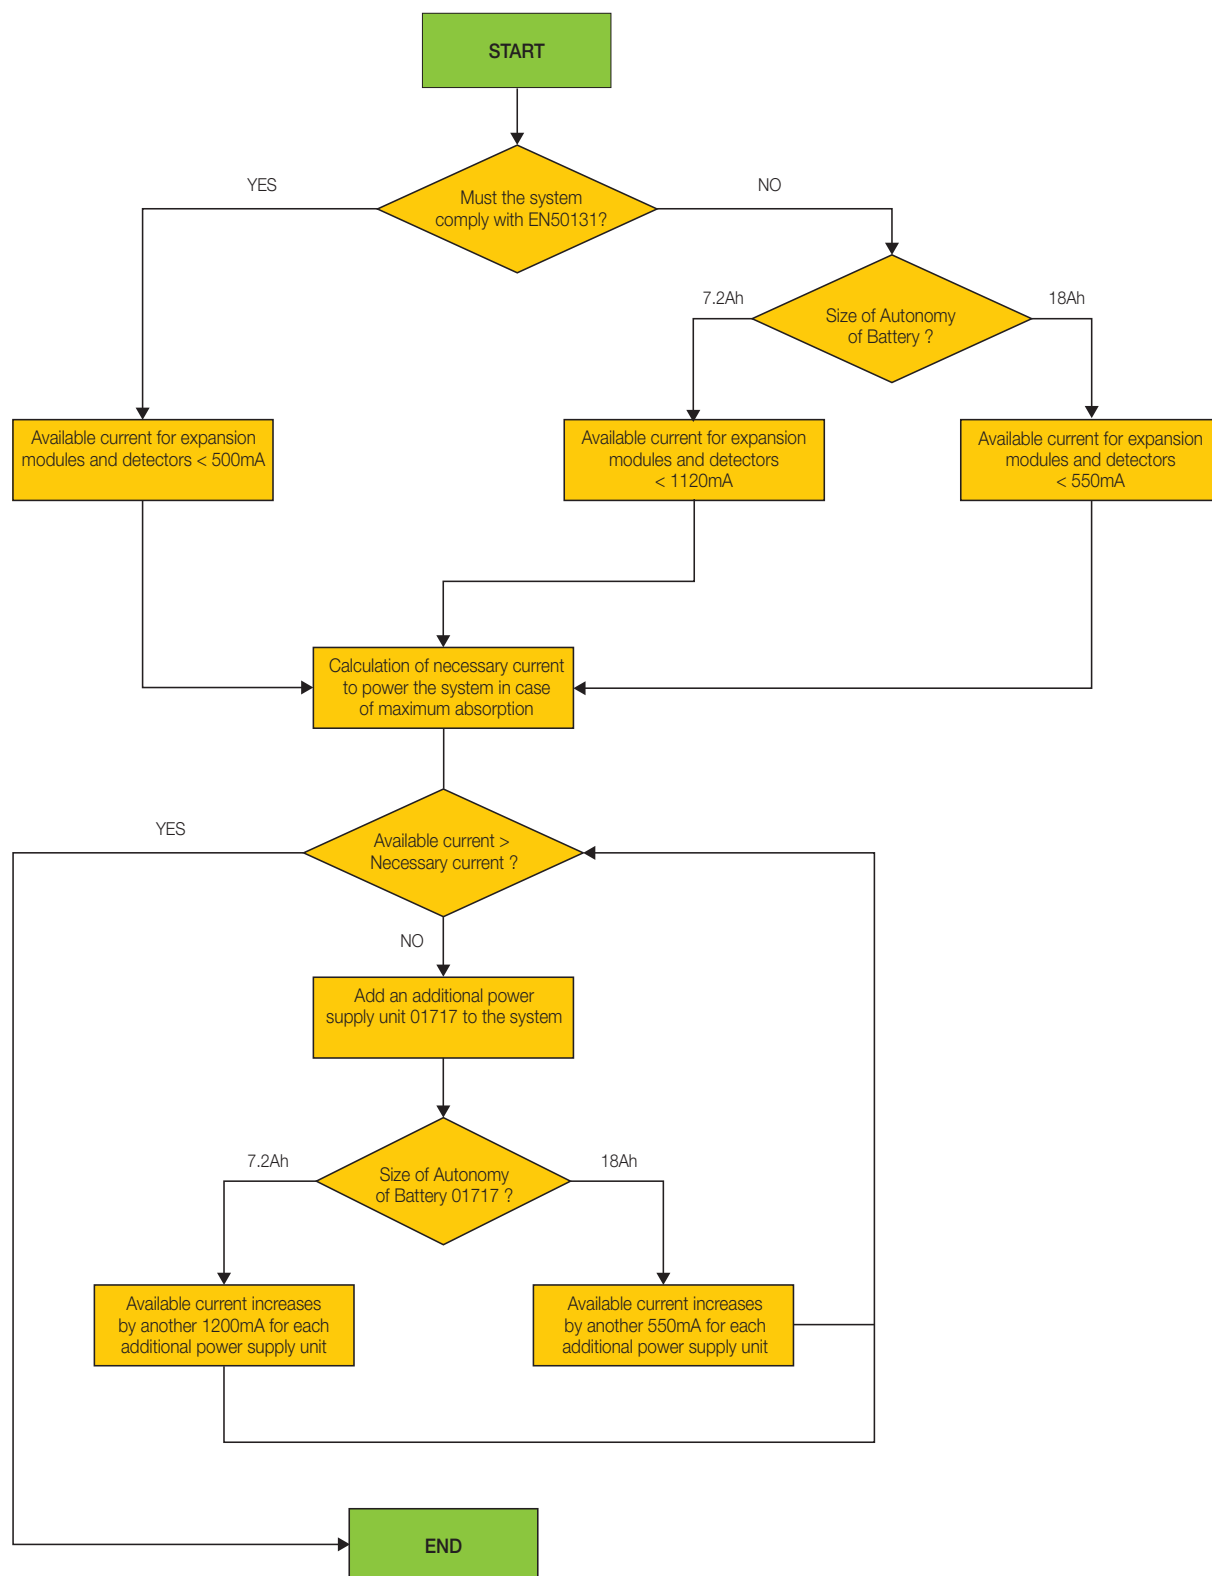 START
Must the system
comply with EN50131?
YES
NO
Size of Autonomy
of Battery ?
7.2Ah
18Ah
Available current for expansion
modules and detectors < 500mA
Available current for expansion
modules and detectors
< 1120mA
Available current for expansion
modules and detectors
< 550mA
Calculation of necessary current
to power the system in case
of maximum absorption
Available current >
Necessary current ?
YES
NO
Add an additional power
supply unit 01717 to the system
Size of Autonomy
of Battery 01717 ?
7.2Ah
18Ah
Available current increases
by another 1200mA for each
additional power supply unit
Available current increases
by another 550mA for each
additional power supply unit
END